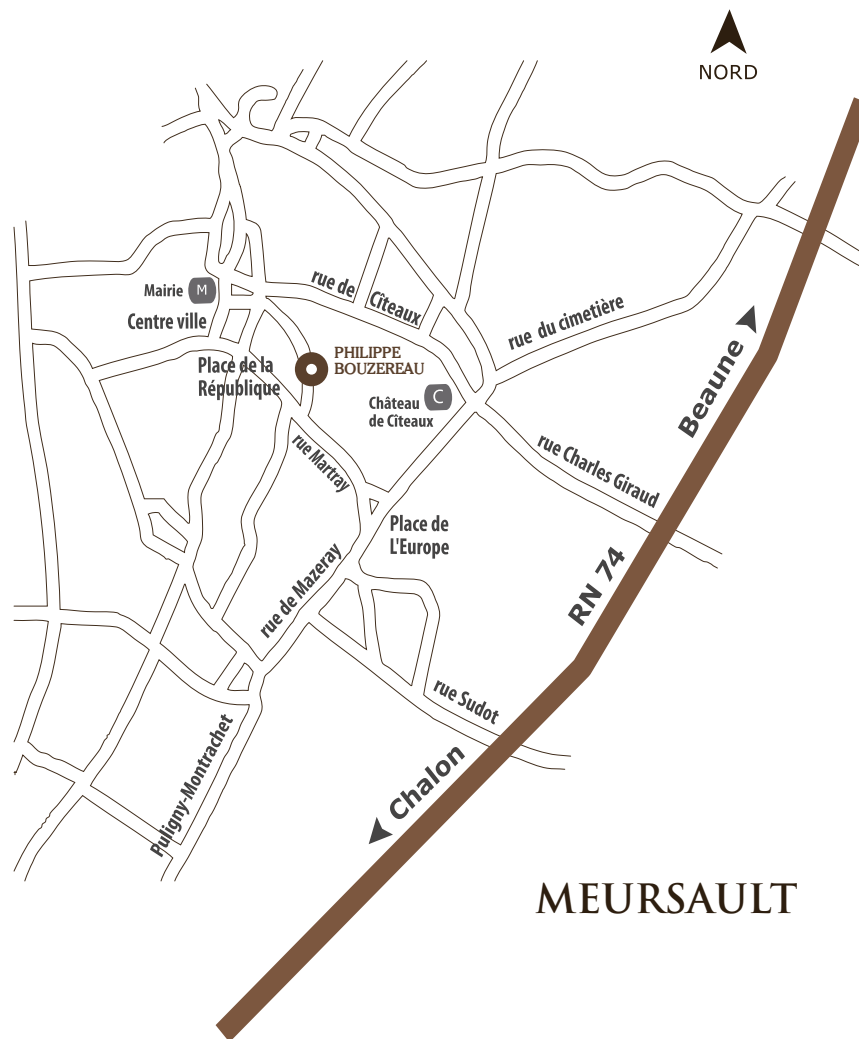 NORD
rue de
Cîteaux
Mairie
M
Centre ville
rue du cimetière
PHILIPPE
BOUZEREAU
Place de la
République
Château
de Cîteaux
C
Beaune
rue Martray
rue Charles Giraud
Place de
L'Europe
rue de Mazeray
RN 74
rue Sudot
Puligny-Montrachet
Chalon
MEURSAULT